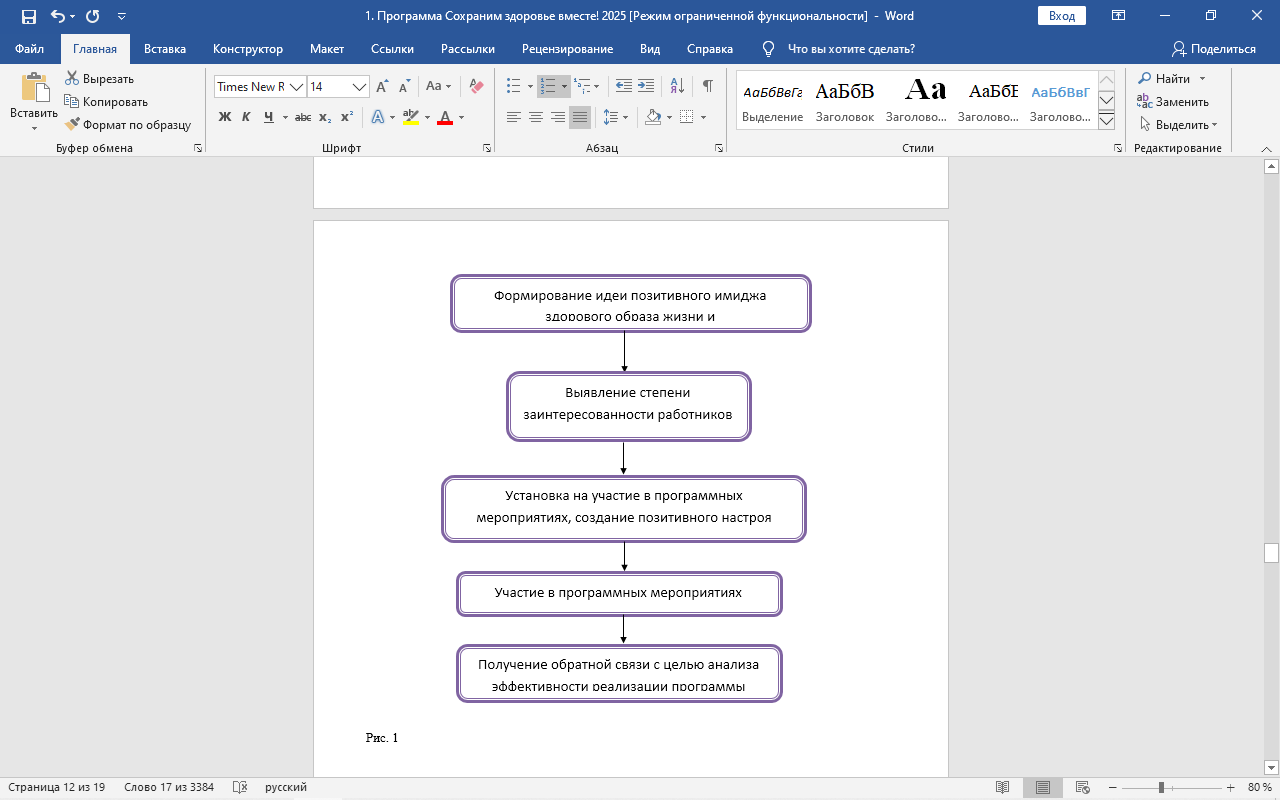 1. Программа Сохраним здоровье вместе! 2025 [Режим ограниченной функциональности] - Word
Вход
Файл Главная Вставка Конструктор Макет Ссылки Рассылки Рецензирование Вид Справка Что вы хотите сделать? Поделиться
Вставить
Вырезать
Копировать
Формат по образцу
Буфер обмена
Times New R 14
Aa
Ж К Ч abc x₂ x²
Шрифт
Абзац
АаБбВвГг АаБбВ Аа АаБбЕ АаБбВвГ
Выделение Заголовок Заголово... Заголово... Заголово...
Стили
Найти
Заменить
Выделить
Редактирование
Формирование идеи позитивного имиджа
здорового образа жизни и
Выявление степени
заинтересованности работников
Установка на участие в программных
мероприятиях, создание позитивного настроя
Участие в программных мероприятиях
Получение обратной связи с целью анализа
эффективности реализации программы
Рис. 1
Страница 12 из 19 Слово 17 из 3384 русский 80 %